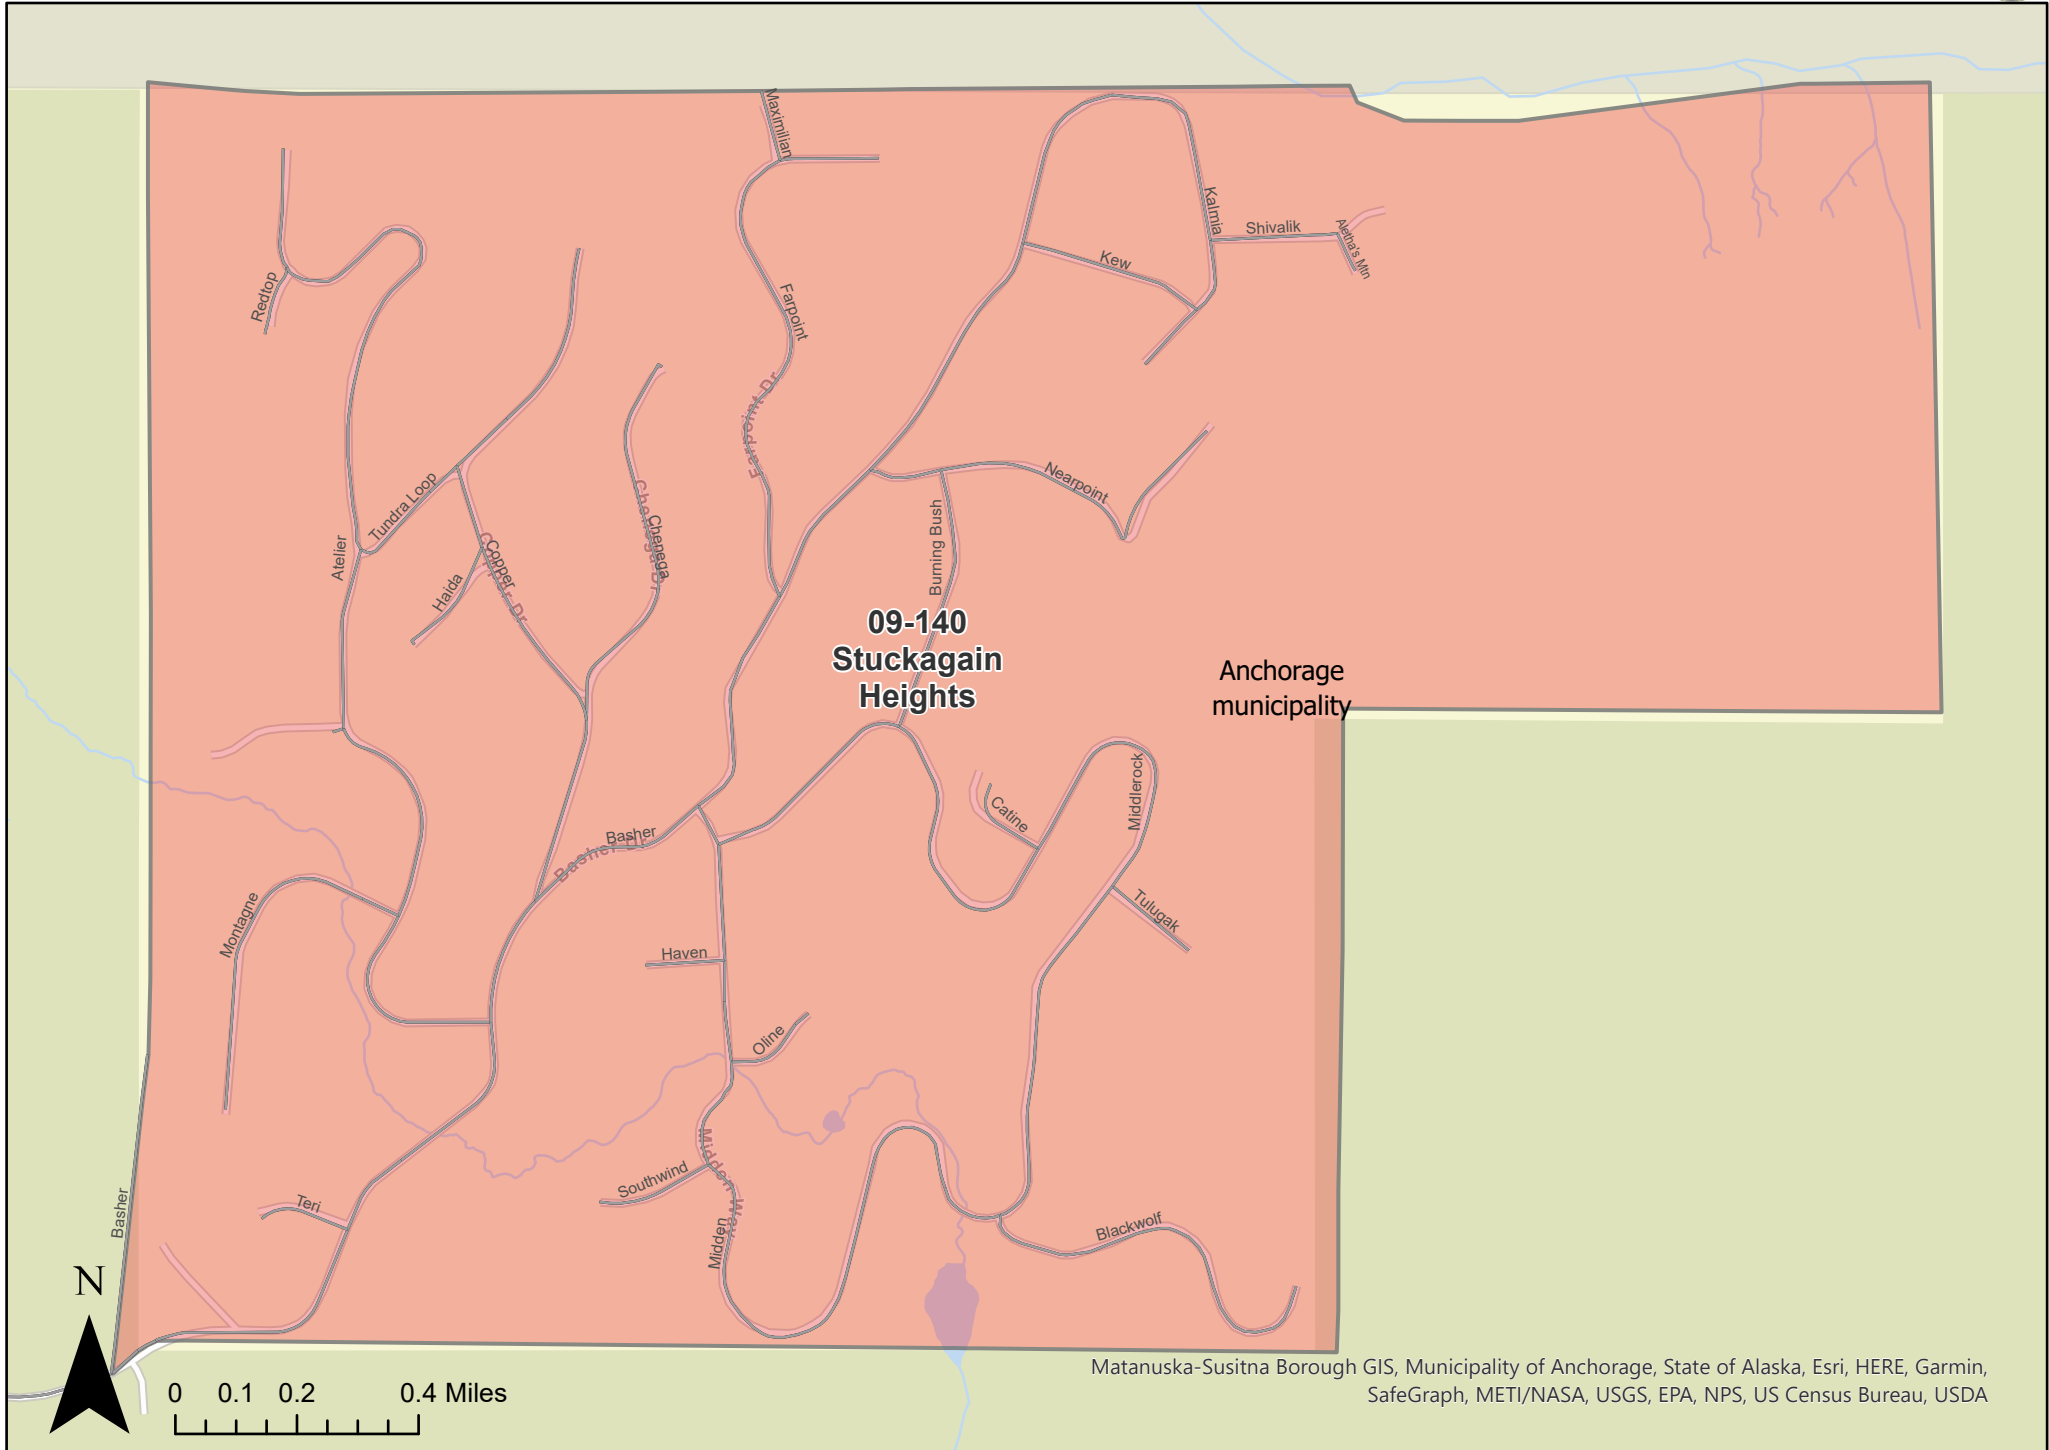 Maximilian
Kalmia
Shivalik
Aletha's Mtn
Kew
Redtop
Farpoint
Farpoint Dr
Nearpoint
Tundra Loop
Chenega Dr
Chenega
Burning Bush
Atelier
Copper
Copper Dr
Haida
09-140
Stuckagain
Heights
Anchorage
municipality
Middlerock
Catine
Basher
Basher Dr
Tulugak
Montagne
Haven
Oline
Midden Way
Southwind
Midden
Teri
Basher
Blackwolf
N
0 0.1 0.2 0.4 Miles
Matanuska-Susitna Borough GIS, Municipality of Anchorage, State of Alaska, Esri, HERE, Garmin,
SafeGraph, METI/NASA, USGS, EPA, NPS, US Census Bureau, USDA